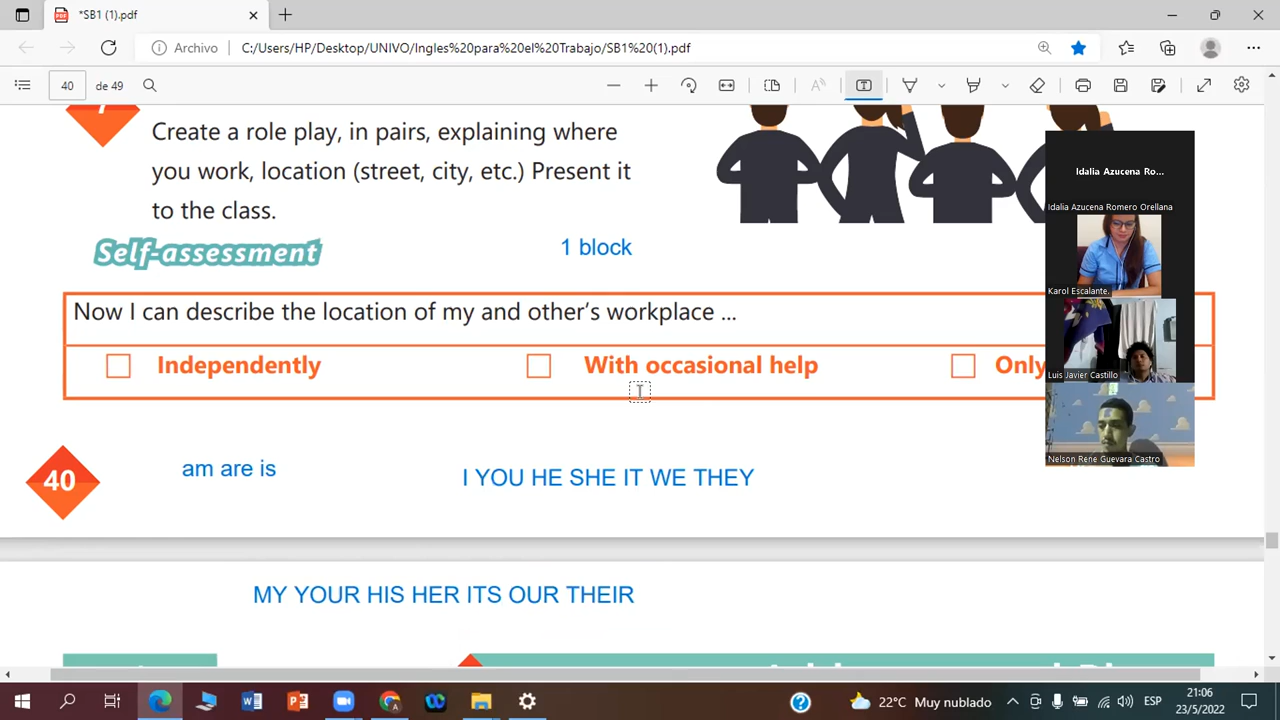 *SB1 (1).pdf
Archivo
C:/Users/HP/Desktop/UNIVO/Ingles%20para%20el%20Trabajo/SB1%20(1).pdf
40 de 49
Create a role play, in pairs, explaining where
you work, location (street, city, etc.) Present it
to the class.
Self-assessment
1 block
Now I can describe the location of my and other's workplace ...
Independently
With occasional help
Only
Idalia Azucena Ro...
Idalia Azucena Romero Orellana
Karol Escalante.
Luis Javier Castillo
Nelson Rene Guevara Castro
40
am are is
I YOU HE SHE IT WE THEY
MY YOUR HIS HER ITS OUR THEIR
22°C Muy nublado
ESP
21:06
23/5/2022